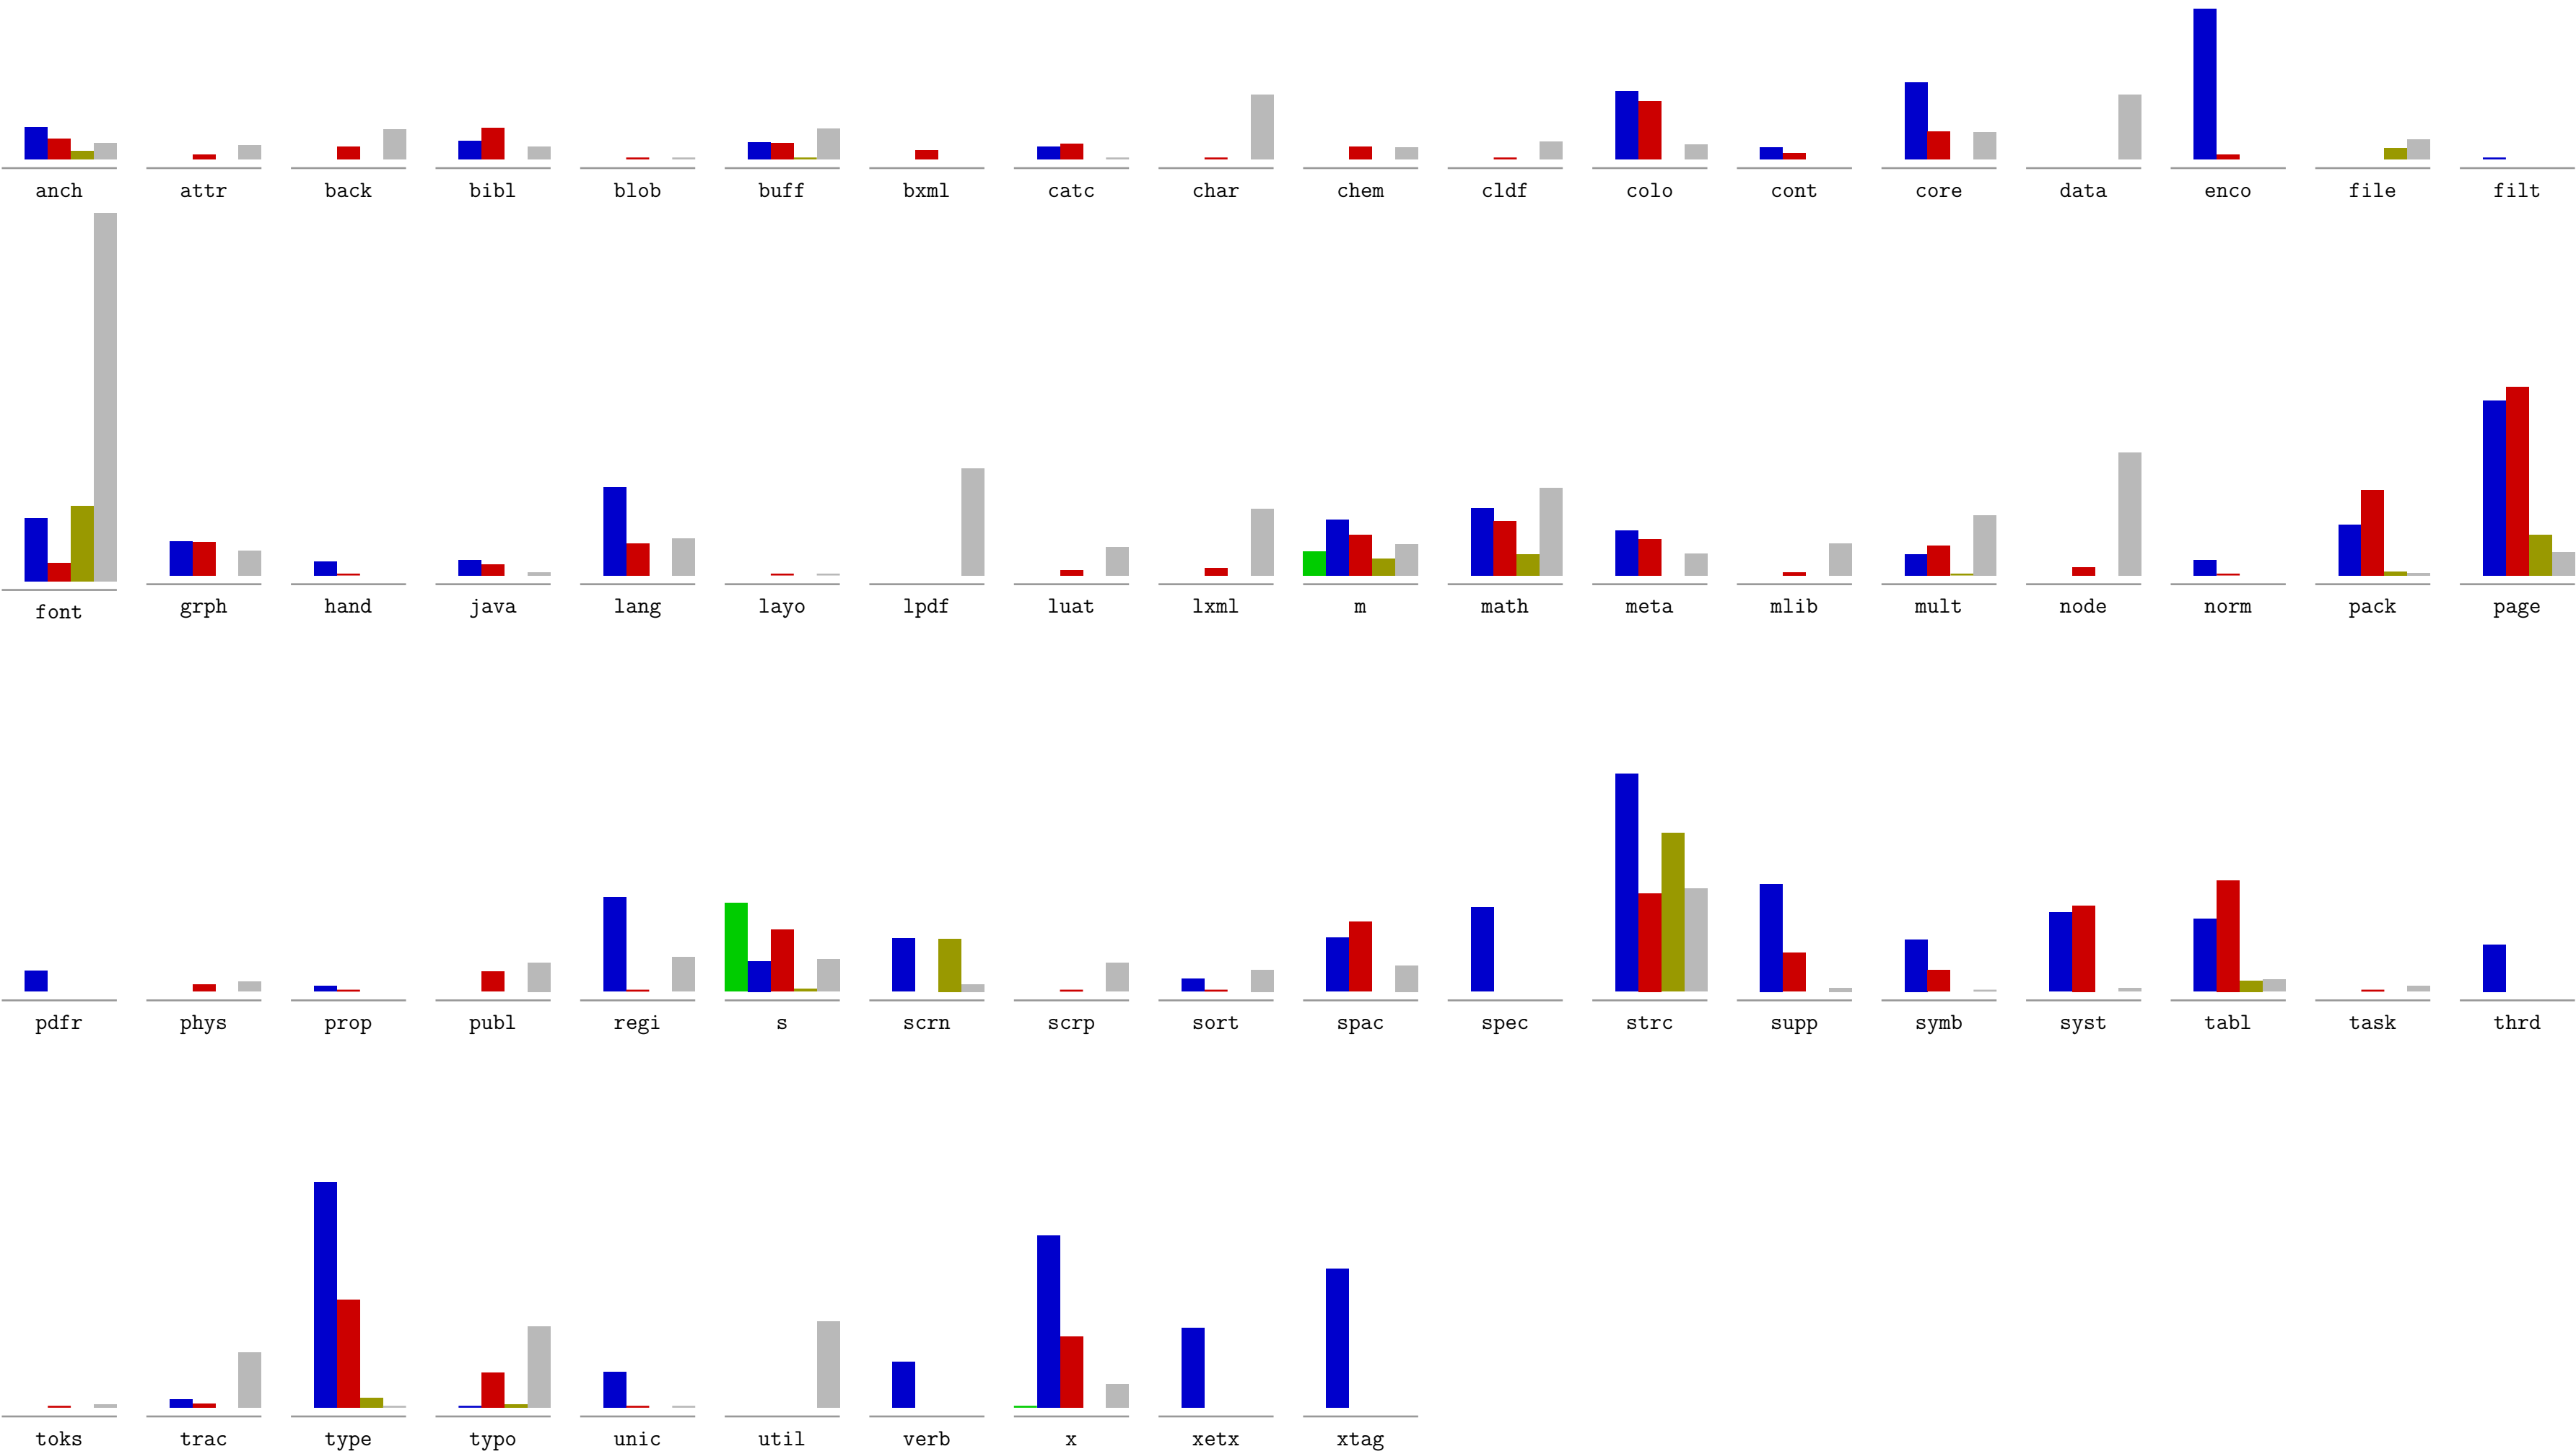 anch attr back bibl blob buff bxml catc char chem cldf colo cont core data enco file filt
font grph hand java lang layo lpdf luat lxml m math meta mlib mult node norm pack page
pdfr phys prop publ regi s scrn scrp sort spac spec strc supp symb syst tabl task thrd
toks trac type typo unic util verb x xetx xtag